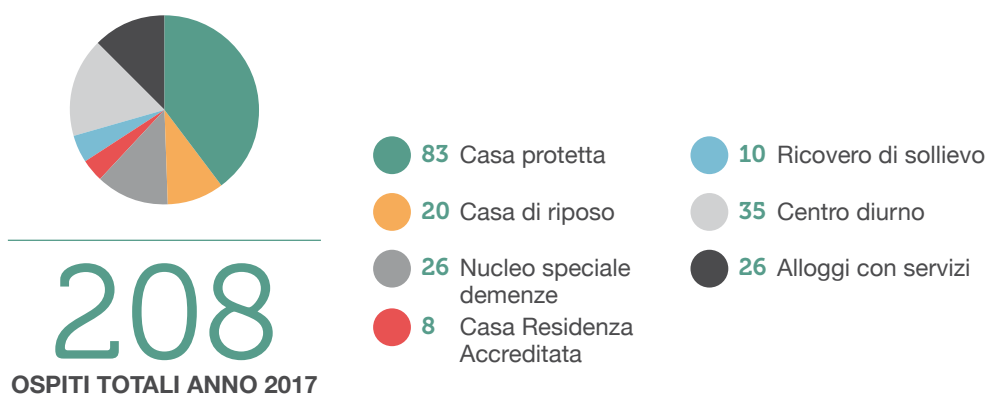 208
OSPITI TOTALI ANNO 2017
83 Casa protetta
20 Casa di riposo
26 Nucleo speciale
demenze
8 Casa Residenza
Accreditata
10 Ricovero di sollievo
35 Centro diurno
26 Alloggi con servizi